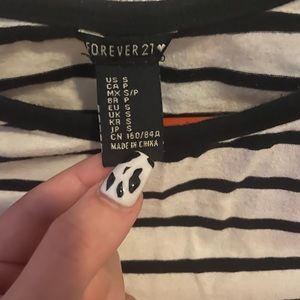 FOREVER 21
US S
CA P
MX S/P
BR P
EU S
UK S
KR S
JP S
CN 160/84A
MADE IN CHINA